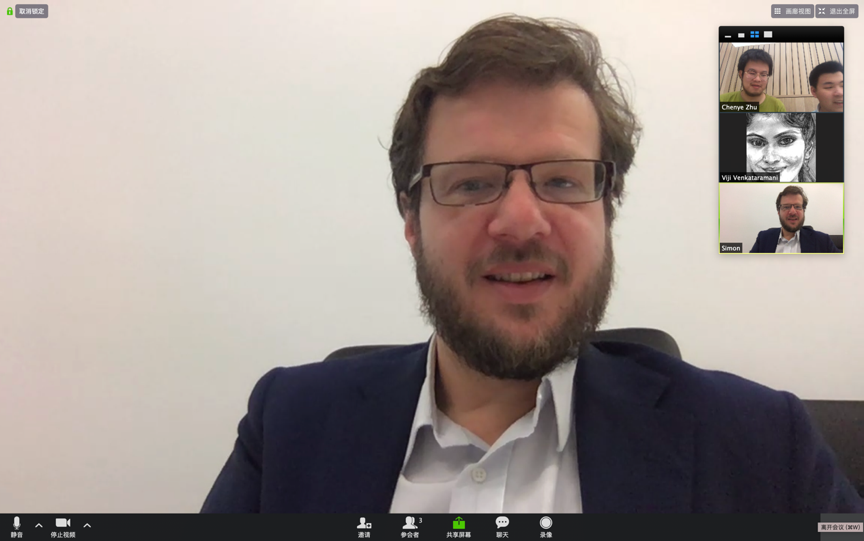 取消锁定
画廊视图
退出全屏
Chenye Zhu
Viji Venkataramani
Simon
静音
停止视频
邀请
3
参会者
共享屏幕
聊天
录像
离开会议 (⌘W)